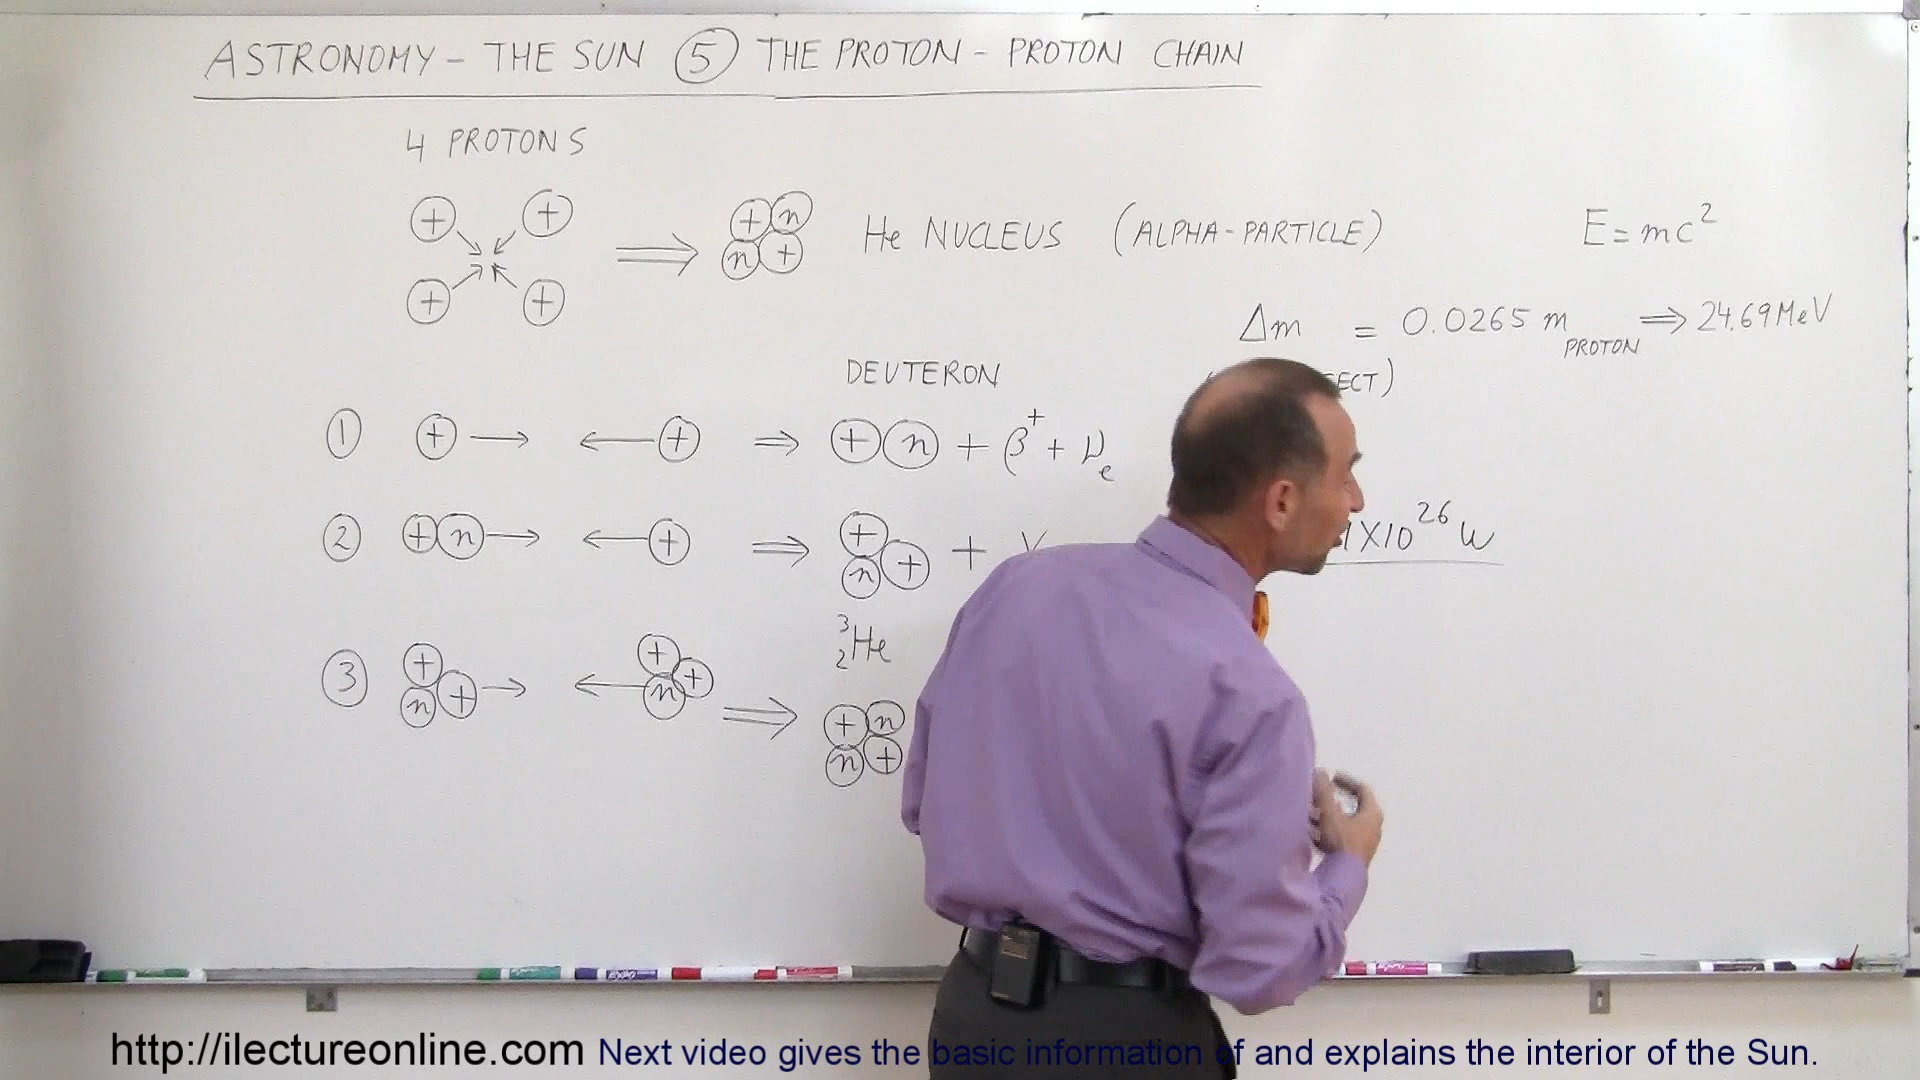 ASTRONOMY - THE SUN ⑤ THE PROTON - PROTON CHAIN
4 PROTONS
+ + + + ⇒ + n n + He NUCLEUS (ALPHA-PARTICLE) E = mc²
Δm = 0.0265 m PROTON ⇒ 24.69 MeV
ECT)
DEUTERON
① + → ← + ⇒ + n + β⁺ + νe
② + n → ← + ⇒ + n + +
X10²⁶ W
³₂He
③ + n + → ← + n + ⇒ + n n +
http://ilectureonline.com Next video gives the basic information of and explains the interior of the Sun.